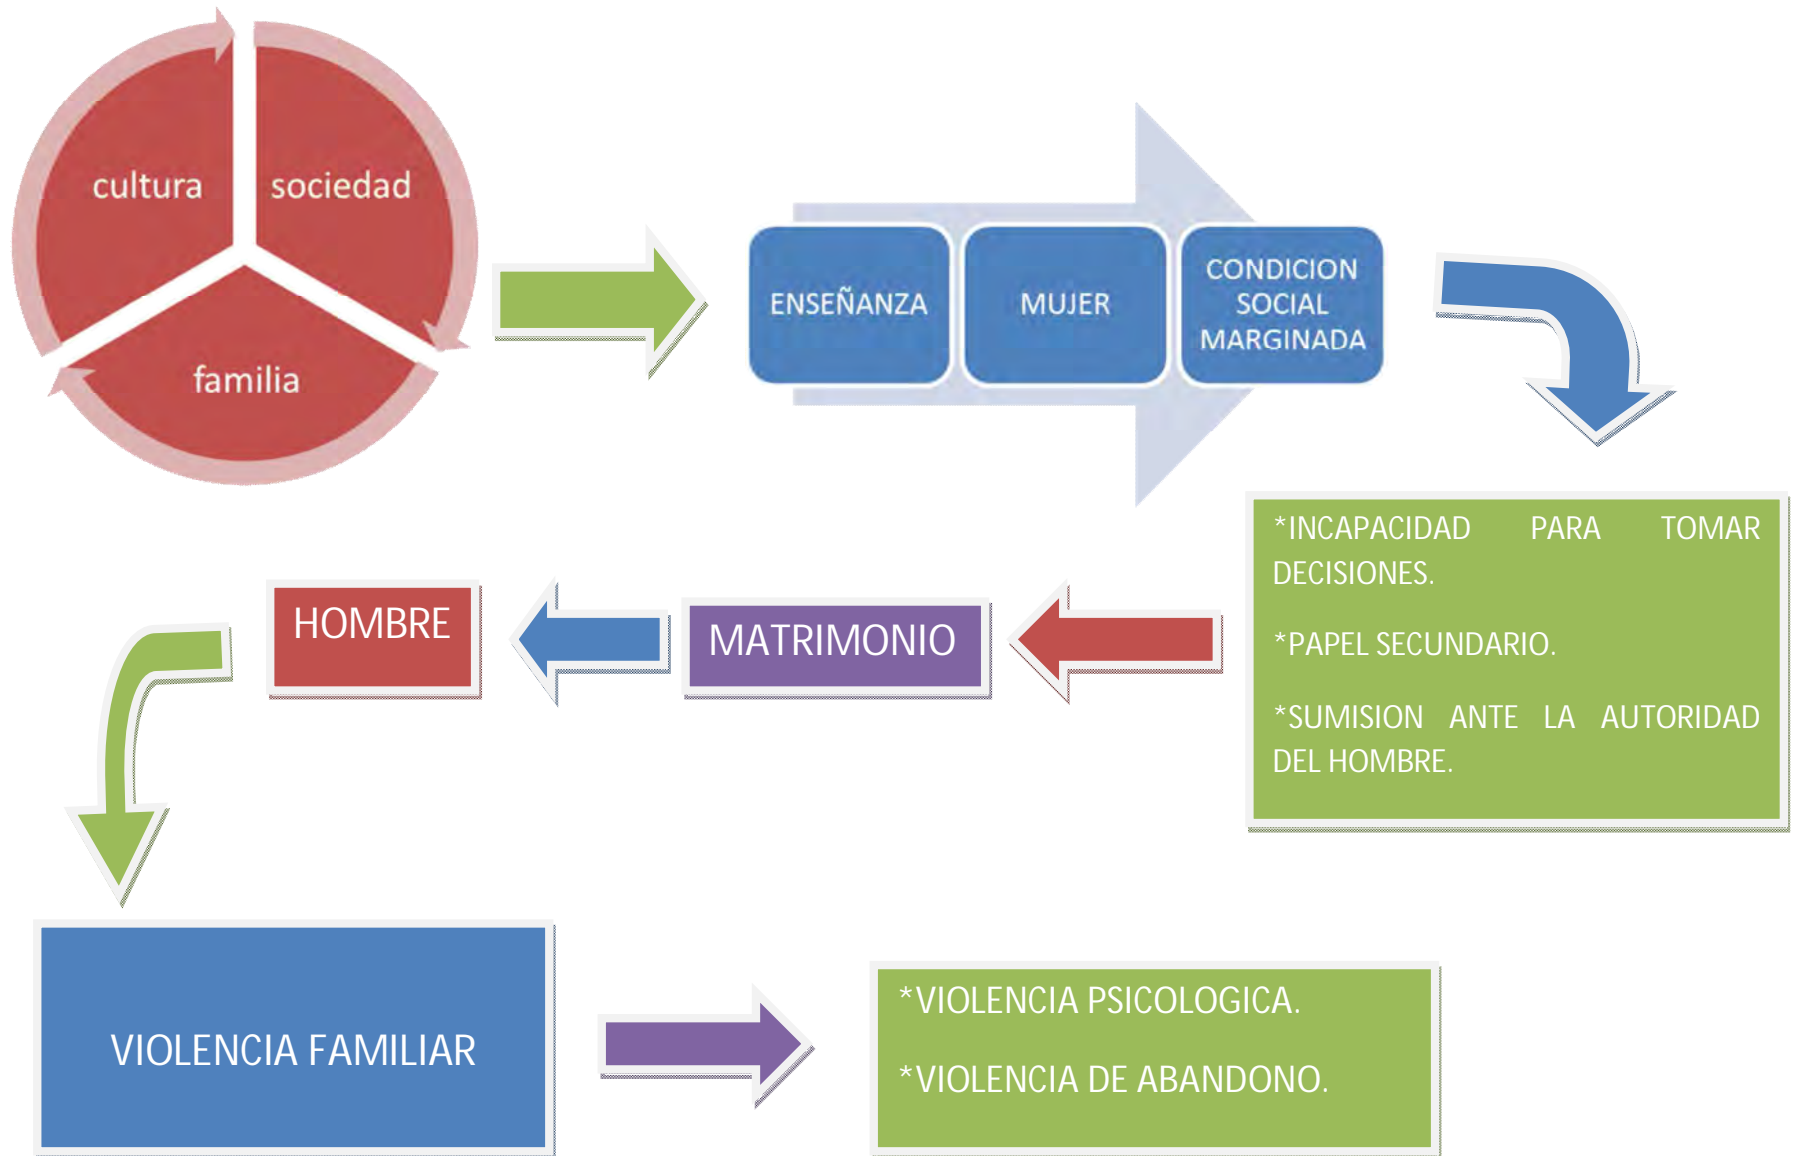 cultura
sociedad
familia
ENSEÑANZA
MUJER
CONDICION
SOCIAL
MARGINADA
*INCAPACIDAD PARA TOMAR
DECISIONES.
*PAPEL SECUNDARIO.
*SUMISION ANTE LA AUTORIDAD
DEL HOMBRE.
MATRIMONIO
HOMBRE
VIOLENCIA FAMILIAR
*VIOLENCIA PSICOLOGICA.
*VIOLENCIA DE ABANDONO.